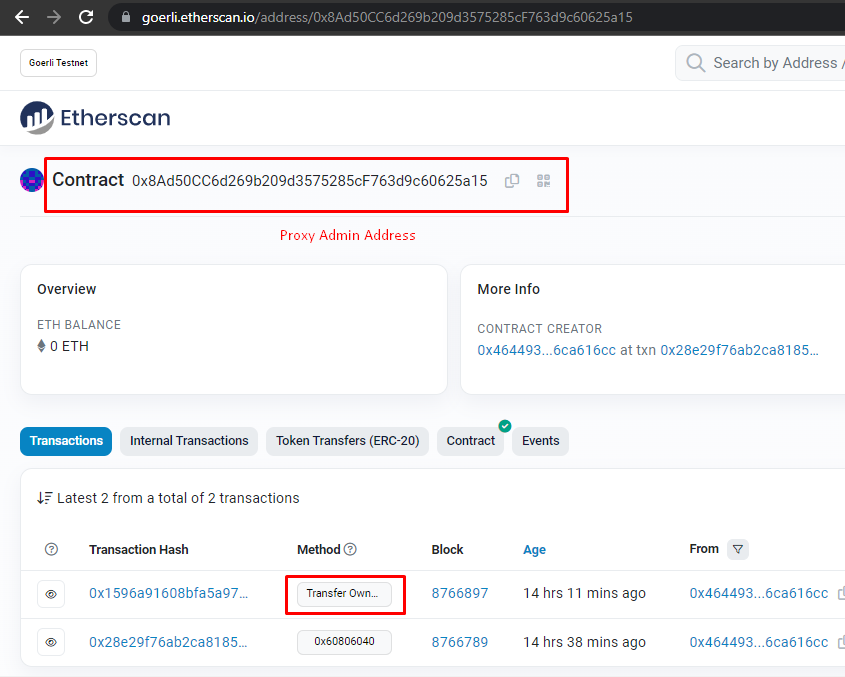 goerli.etherscan.io/address/0x8Ad50CC6d269b209d3575285cF763d9c60625a15
Goerli Testnet
Search by Address /
Etherscan
Contract 0x8Ad50CC6d269b209d3575285cF763d9c60625a15
Proxy Admin Address
Overview
ETH BALANCE
0 ETH
More Info
CONTRACT CREATOR
0x464493...6ca616cc at txn 0x28e29f76ab2ca8185...
Transactions Internal Transactions Token Transfers (ERC-20) Contract Events
Latest 2 from a total of 2 transactions
Transaction Hash Method Block Age From
0x1596a91608bfa5a97... Transfer Own... 8766897 14 hrs 11 mins ago 0x464493...6ca616cc
0x28e29f76ab2ca8185... 0x60806040 8766789 14 hrs 38 mins ago 0x464493...6ca616cc